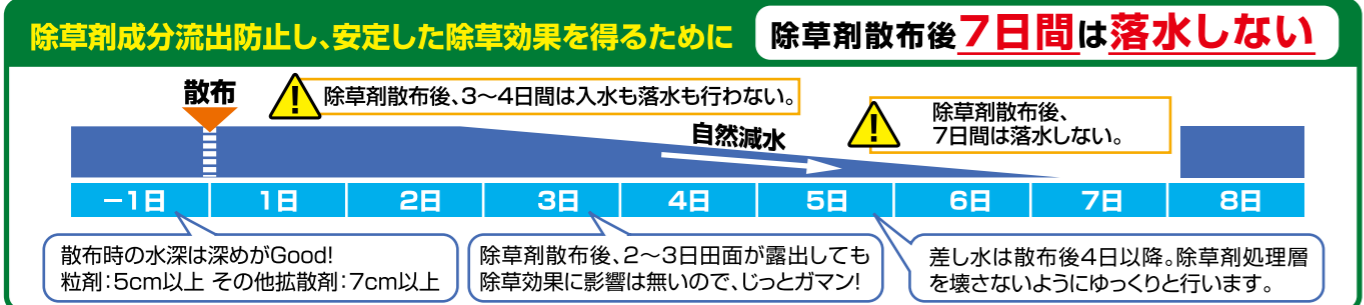 除草剤成分流出防止し、安定した除草効果を得るために
除草剤散布後7日間は落水しない
散布
除草剤散布後、3～4日間は入水も落水も行わない。
自然減水
除草剤散布後、
7日間は落水しない。
－1日
1日
2日
3日
4日
5日
6日
7日
8日
散布時の水深は深めがGood!
粒剤：5cm以上 その他拡散剤：7cm以上
除草剤散布後、2～3日田面が露出しても
除草効果に影響は無いので、じっとガマン!
差し水は散布後4日以降。除草剤処理層
を壊さないようにゆっくりと行います。